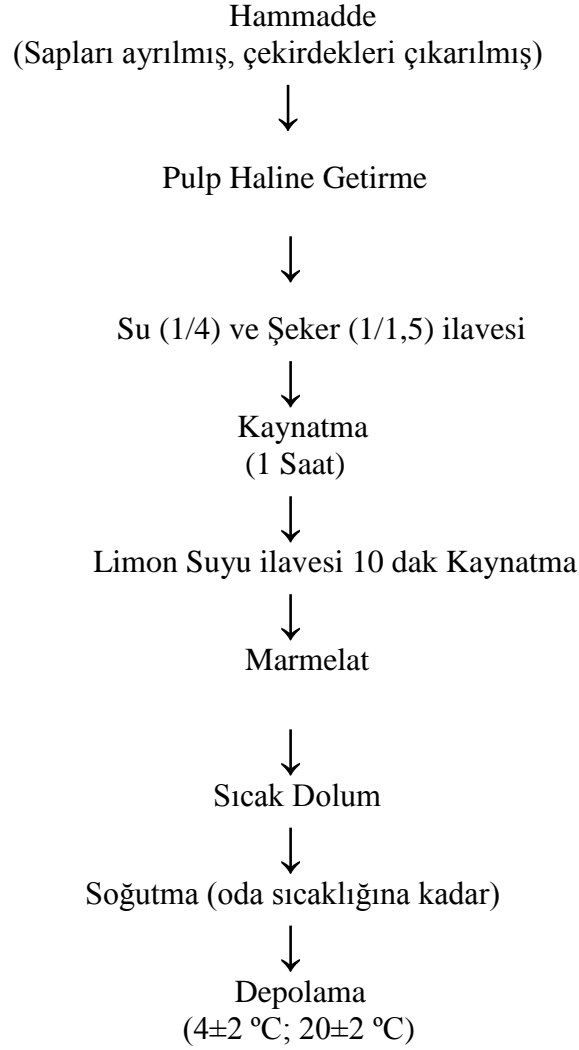 Hammadde
(Sapları ayrılmış, çekirdekleri çıkarılmış)
↓
Pulp Haline Getirme
↓
Su (1/4) ve Şeker (1/1,5) ilavesi
↓
Kaynatma
(1 Saat)
↓
Limon Suyu ilavesi 10 dak Kaynatma
↓
Marmelat
↓
Sıcak Dolum
↓
Soğutma (oda sıcaklığına kadar)
↓
Depolama
(4±2 ºC; 20±2 ºC)